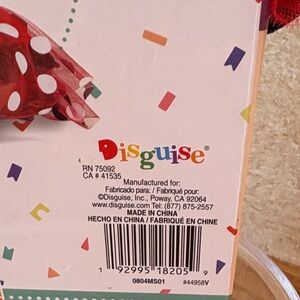 Disguise®
RN 75092
CA # 41535
Manufactured for:
Fabricado para: / Fabriqué pour:
©Disguise, Inc., Poway, CA 92064
www.disguise.com Tel: (877) 875-2557
MADE IN CHINA
HECHO EN CHINA / FABRIQUÉ EN CHINE
1 92995 18205 9
0804MS01
#44958V